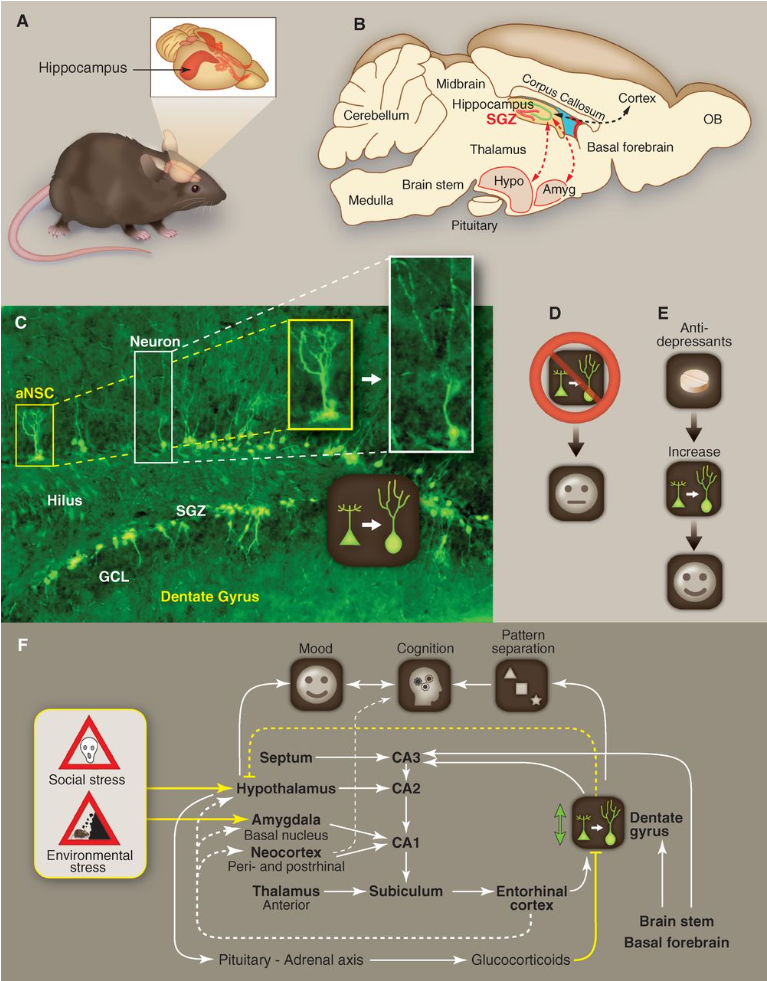 A
Hippocampus
B
Midbrain
Corpus Callosum
Cortex
Hippocampus
Cerebellum
SGZ
OB
Thalamus
Basal forebrain
Brain stem
Hypo
Amyg
Medulla
Pituitary
C
Neuron
aNSC
Hilus
SGZ
GCL
Dentate Gyrus
D
E
Anti-
depressants
Increase
F
Mood
Cognition
Pattern
separation
Social stress
Environmental
stress
Septum
CA3
Hypothalamus
CA2
Amygdala
Basal nucleus
CA1
Neocortex
Peri- and postrhinal
Dentate
gyrus
Thalamus
Anterior
Subiculum
Entorhinal
cortex
Brain stem
Basal forebrain
Pituitary - Adrenal axis
Glucocorticoids